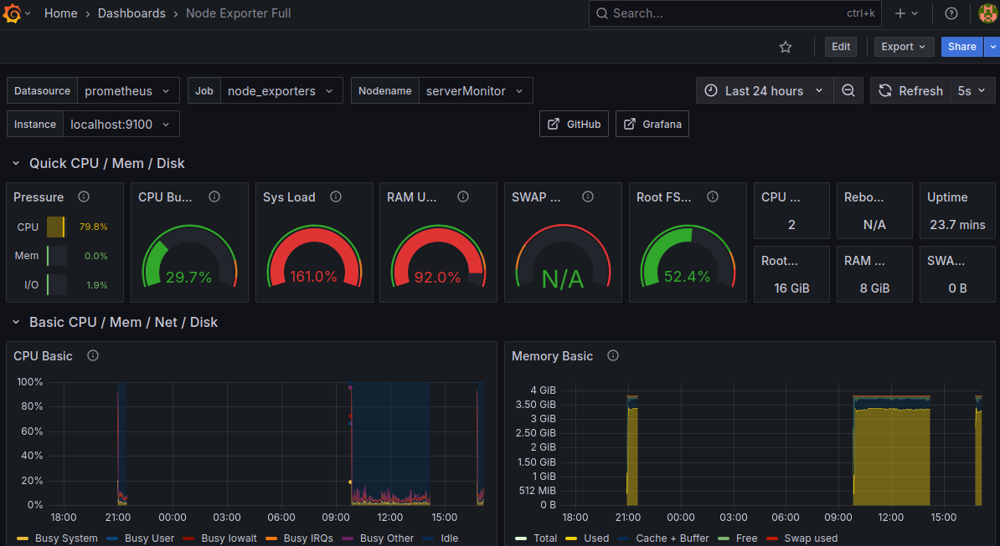 Home › Dashboards › Node Exporter Full
Search... ctrl+k
Edit Export Share
Datasource prometheus Job node_exporters Nodename serverMonitor Last 24 hours Refresh 5s
Instance localhost:9100 GitHub Grafana
Quick CPU / Mem / Disk
Pressure
CPU 79.8%
Mem 0.0%
I/O 1.9%
CPU Bu...
29.7%
Sys Load
161.0%
RAM U...
92.0%
SWAP ...
N/A
Root FS...
52.4%
CPU ...
2
Rebo...
N/A
Uptime
23.7 mins
Root...
16 GiB
RAM ...
8 GiB
SWA...
0 B
Basic CPU / Mem / Net / Disk
CPU Basic
100%
80%
60%
40%
20%
0%
18:00 21:00 00:00 03:00 06:00 09:00 12:00 15:00
Busy System Busy User Busy Iowait Busy IRQs Busy Other Idle
Memory Basic
4 GiB
3.50 GiB
3 GiB
2.50 GiB
2 GiB
1.50 GiB
1 GiB
512 MiB
0 B
18:00 21:00 00:00 03:00 06:00 09:00 12:00 15:00
Total Used Cache + Buffer Free Swap used